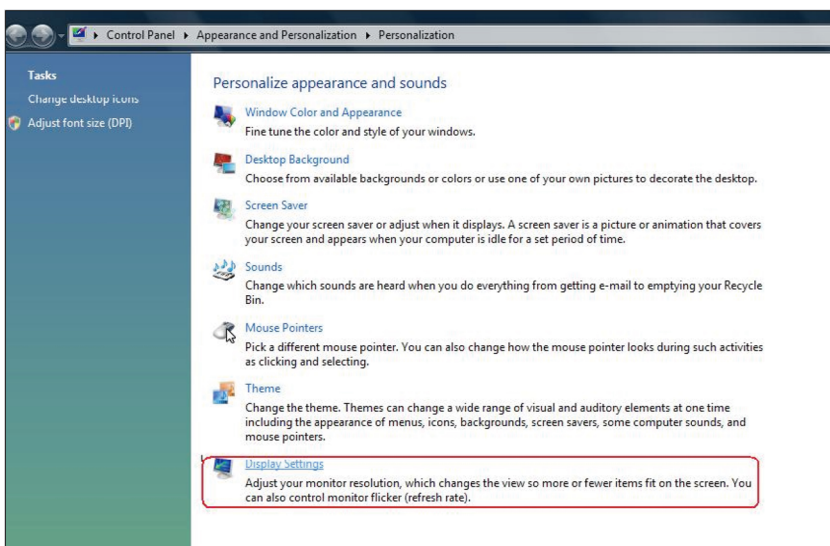 Control Panel ▸ Appearance and Personalization ▸ Personalization
Tasks
Change desktop icons
Adjust font size (DPI)
Personalize appearance and sounds
Window Color and Appearance
Fine tune the color and style of your windows.
Desktop Background
Choose from available backgrounds or colors or use one of your own pictures to decorate the desktop.
Screen Saver
Change your screen saver or adjust when it displays. A screen saver is a picture or animation that covers
your screen and appears when your computer is idle for a set period of time.
Sounds
Change which sounds are heard when you do everything from getting e-mail to emptying your Recycle
Bin.
Mouse Pointers
Pick a different mouse pointer. You can also change how the mouse pointer looks during such activities
as clicking and selecting.
Theme
Change the theme. Themes can change a wide range of visual and auditory elements at one time
including the appearance of menus, icons, backgrounds, screen savers, some computer sounds, and
mouse pointers.
Display Settings
Adjust your monitor resolution, which changes the view so more or fewer items fit on the screen. You
can also control monitor flicker (refresh rate).